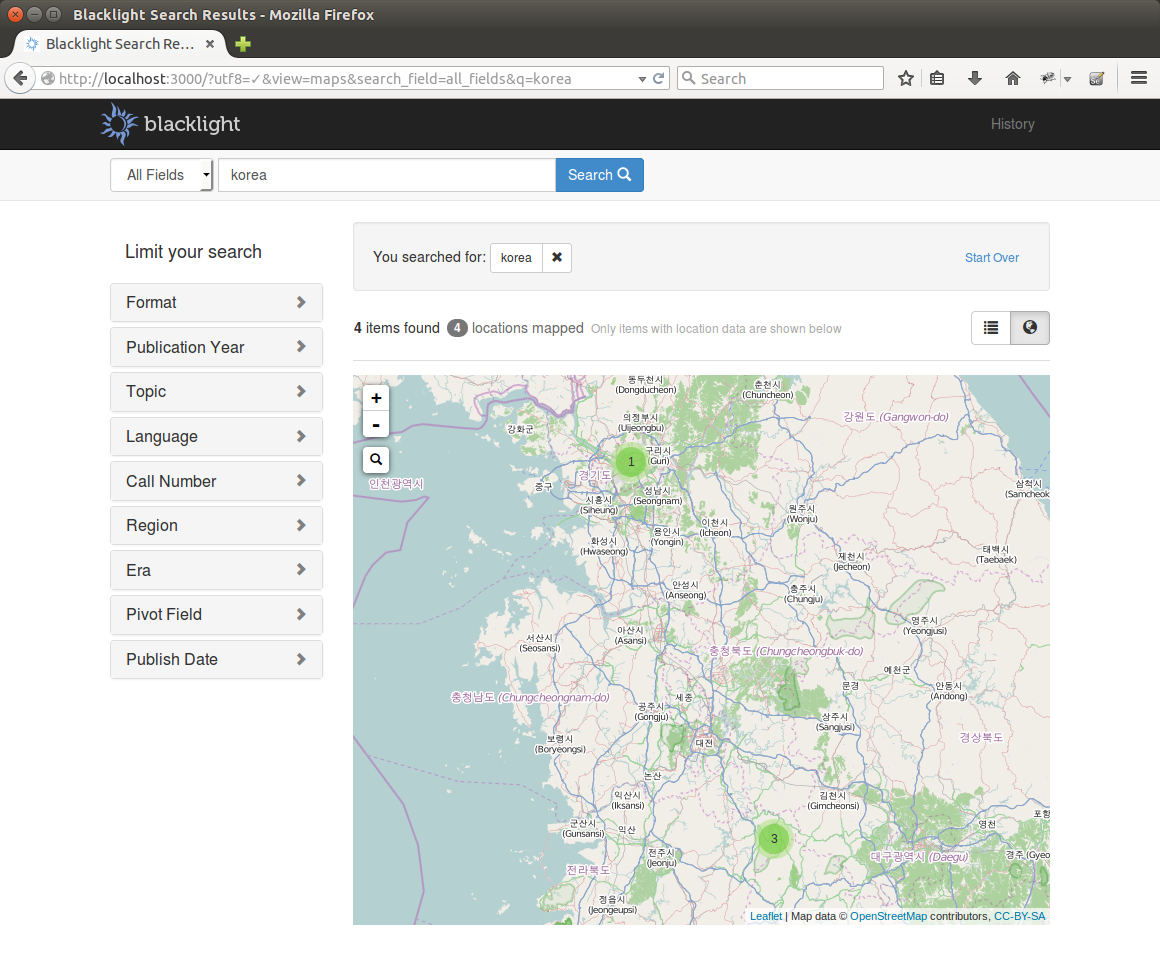 Blacklight Search Results - Mozilla Firefox
Blacklight Search Re...
http://localhost:3000/?utf8=✓&view=maps&search_field=all_fields&q=korea
Search
blacklight
History
All Fields
korea
Search
Limit your search
Format
Publication Year
Topic
Language
Call Number
Region
Era
Pivot Field
Publish Date
You searched for:
korea
Start Over
4 items found 4 locations mapped Only items with location data are shown below
+
-
동두천시
(Dongducheon)
춘천시
(Chuncheon)
강화군
의정부시
(Uijeongbu)
강원도 (Gangwon-do)
1
구리시
(Guri)
경기도
인천광역시
중구
시흥시
(Siheung)
성남시
(Seongnam)
삼척시
(Samcheok
원주시
(Wonju)
이천시
(Icheon)
용인시
(Yongin)
화성시
(Hwaseong)
제천시
(Jecheon)
태백시
(Taebaek)
안성시
(Anseong)
충주시
(Chungju)
영주시
(Yeongjusi)
아산시
(Asansi)
서산시
(Seosansi)
충청북도 (Chungcheongbuk-do)
예천군
문경
안동시
(Andong)
충청남도 (Chungcheongnam-do)
세종
공주시
(Gongju)
상주시
(Sangjusi)
대전
보령시
(Boryeongsi)
경상북도
논산
익산시
(Iksansi)
김천시
(Gimcheonsi)
군산시
(Gunsansi)
익산
영천
포항
3
전주시
(Jeonju)
대구광역시 (Daegu)
경주 (Gyeo
전라북도
정읍시
(Jeongeupsi)
Leaflet | Map data © OpenStreetMap contributors, CC-BY-SA